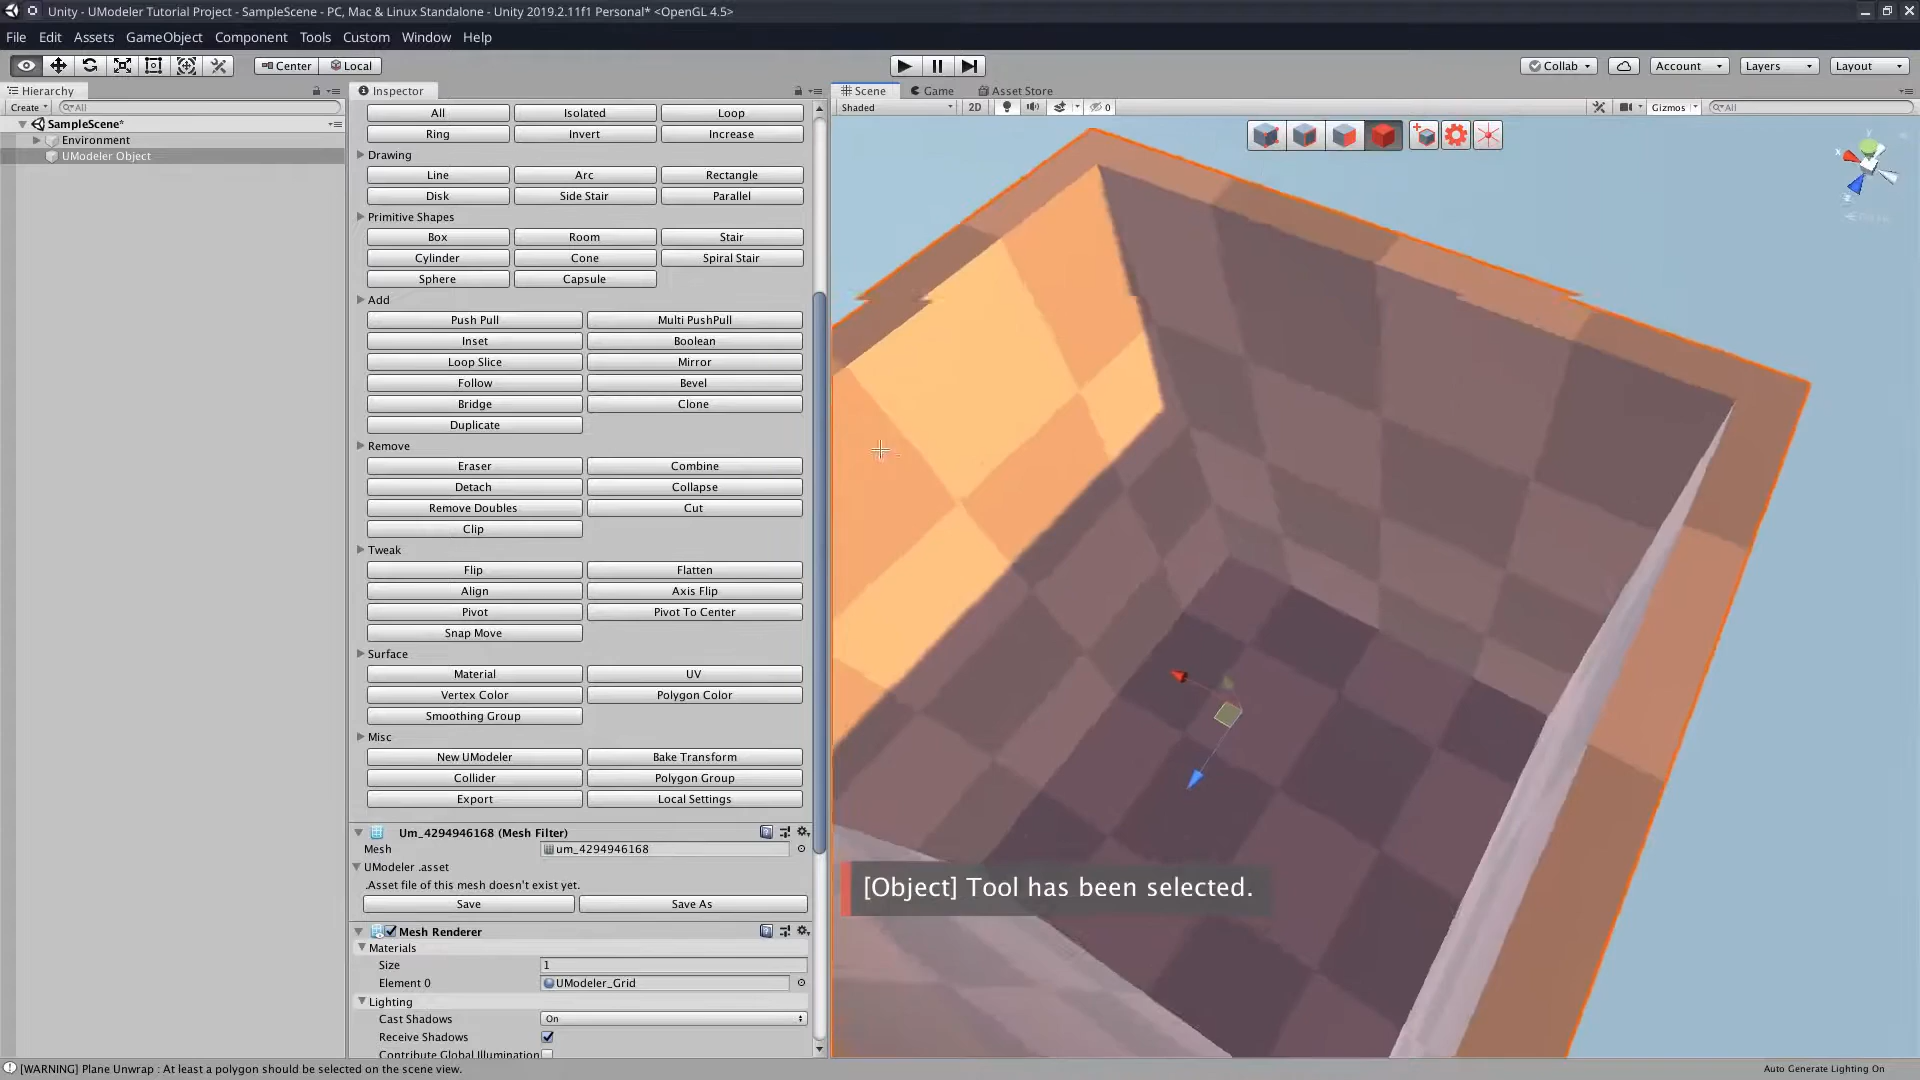 Unity - UModeler Tutorial Project - SampleScene - PC, Mac & Linux Standalone - Unity 2019.2.11f1 Personal* <OpenGL 4.5>
File Edit Assets GameObject Component Tools Custom Window Help
Center Local Collab Account Layers Layout
Hierarchy Inspector Scene Game Asset Store
Create All Shaded 2D 0 Gizmos All
SampleScene*
Environment
UModeler Object
All Isolated Loop
Ring Invert Increase
Drawing
Line Arc Rectangle
Disk Side Stair Parallel
Primitive Shapes
Box Room Stair
Cylinder Cone Spiral Stair
Sphere Capsule
Add
Push Pull Multi PushPull
Inset Boolean
Loop Slice Mirror
Follow Bevel
Bridge Clone
Duplicate
Remove
Eraser Combine
Detach Collapse
Remove Doubles Cut
Clip
Tweak
Flip Flatten
Align Axis Flip
Pivot Pivot To Center
Snap Move
Surface
Material UV
Vertex Color Polygon Color
Smoothing Group
Misc
New UModeler Bake Transform
Collider Polygon Group
Export Local Settings
Um_4294946168 (Mesh Filter)
Mesh um_4294946168
UModeler .asset
.Asset file of this mesh doesn't exist yet.
Save Save As
Mesh Renderer
Materials
Size 1
Element 0 UModeler_Grid
Lighting
Cast Shadows On
Receive Shadows
Contribute Global Illumination
[Object] Tool has been selected.
[WARNING] Plane Unwrap : At least a polygon should be selected on the scene view.
Auto Generate Lighting On